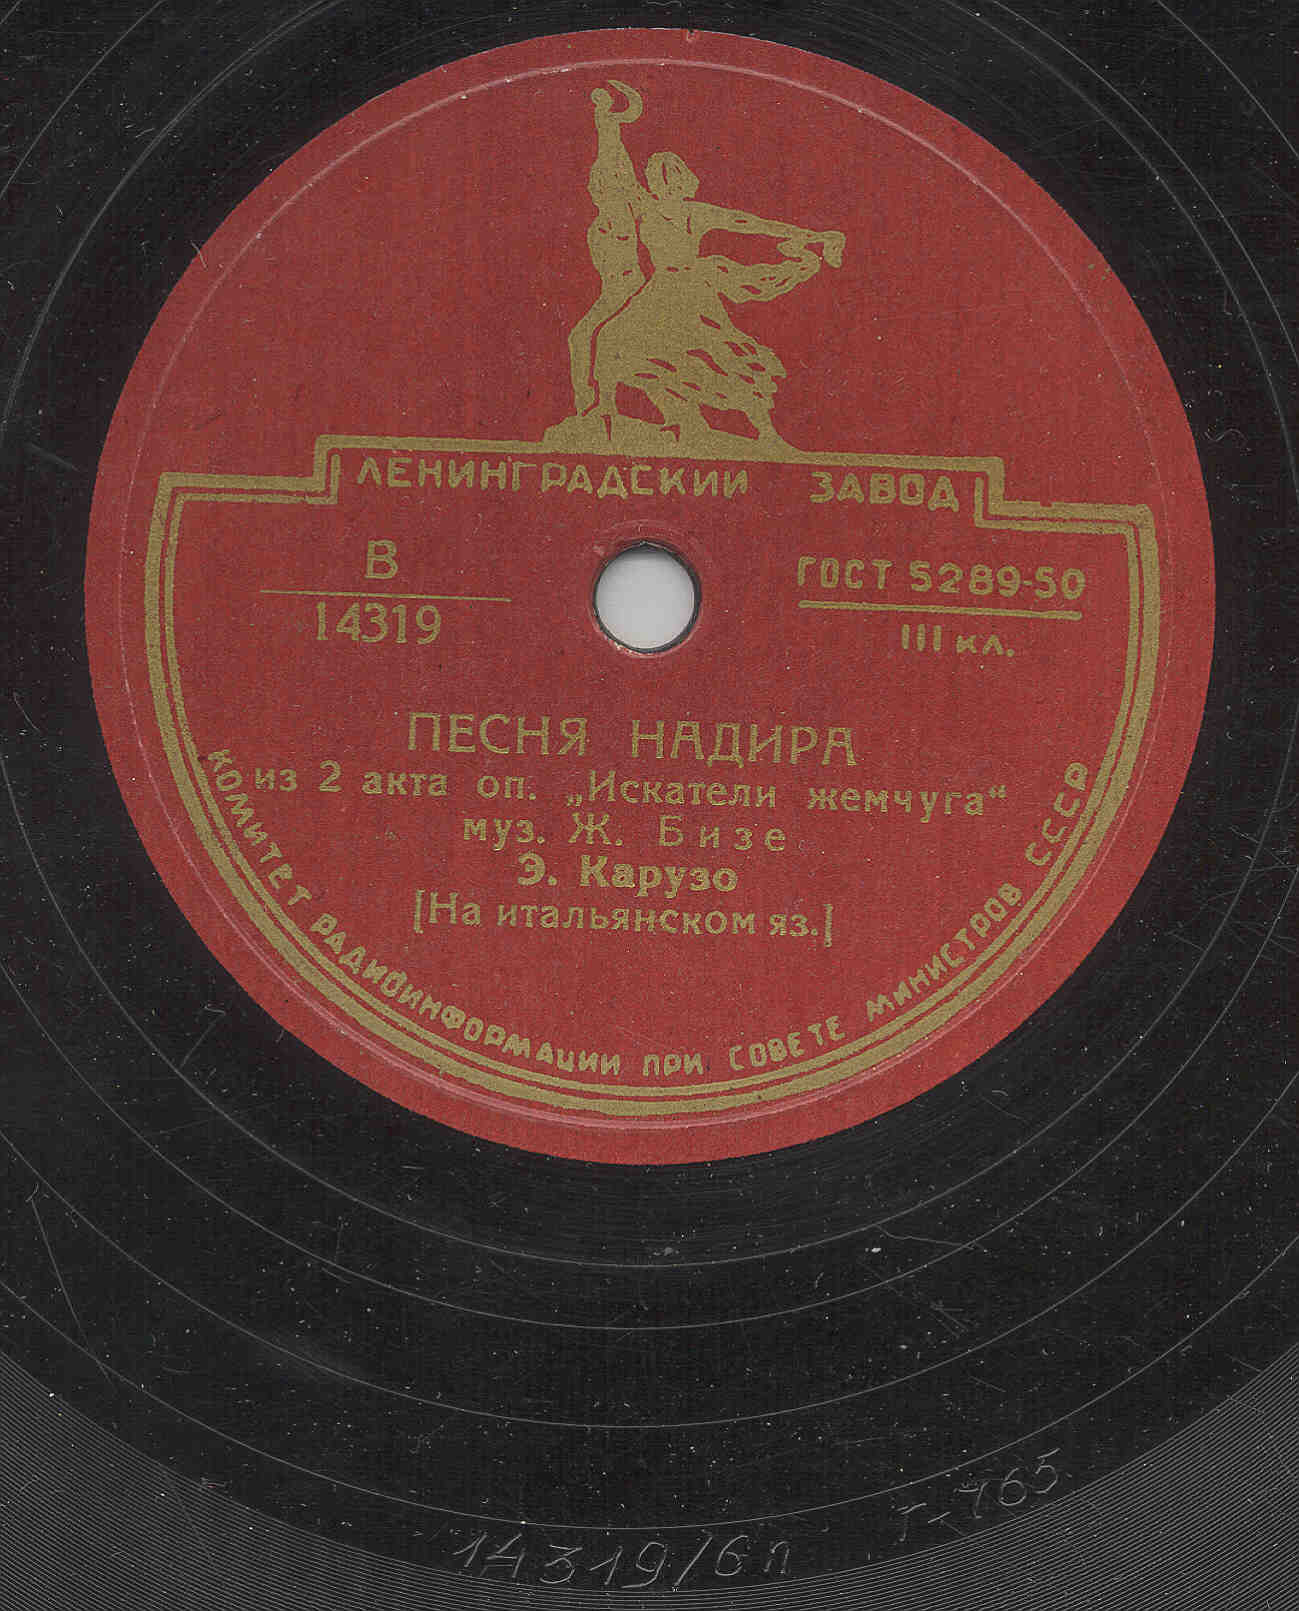 ЛЕНИНГРАДСКИЙ ЗАВОД
В
14319
ГОСТ 5289-50
III кл.
ПЕСНЯ НАДИРА
из 2 акта оп. „Искатели жемчуга“
муз. Ж. Бизе
Э. Карузо
[На итальянском яз.]
КОМИТЕТ РАДИОИНФОРМАЦИИ ПРИ СОВЕТЕ МИНИСТРОВ СССР
14319/6п
Т-765